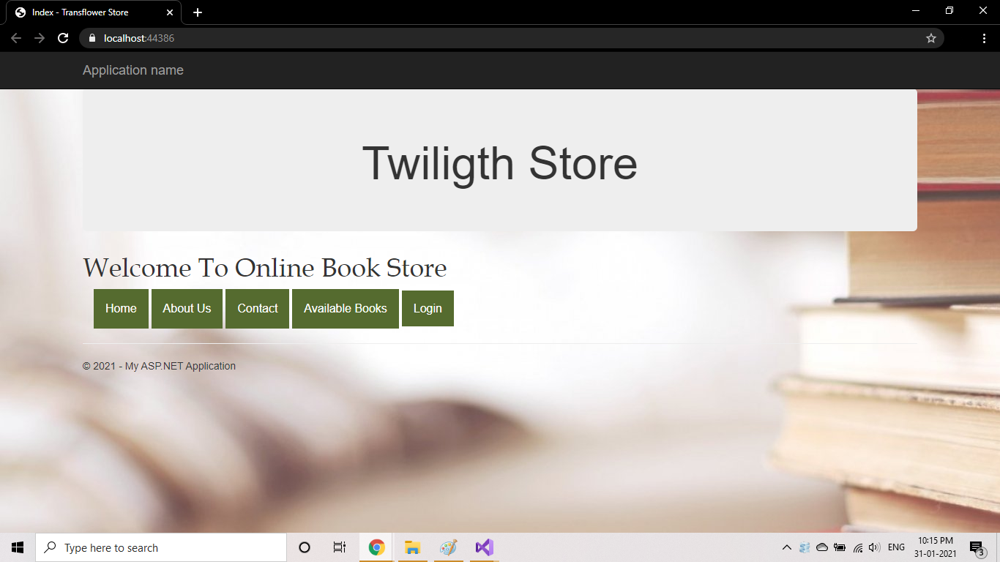 Index - Transflower Store
localhost:44386
Application name
Twiligth Store
Welcome To Online Book Store
Home About Us Contact Available Books Login
© 2021 - My ASP.NET Application
Type here to search
ENG
10:15 PM
31-01-2021
3